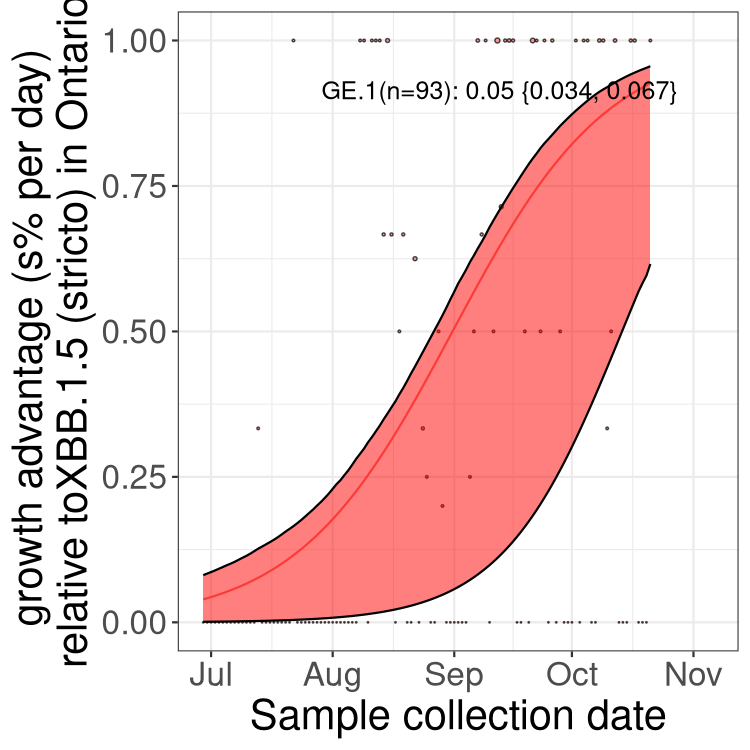 growth advantage (s% per day)
relative toXBB.1.5 (stricto) in Ontario
1.00
0.75
0.50
0.25
0.00
GE.1(n=93): 0.05 {0.034, 0.067}
Jul Aug Sep Oct Nov
Sample collection date